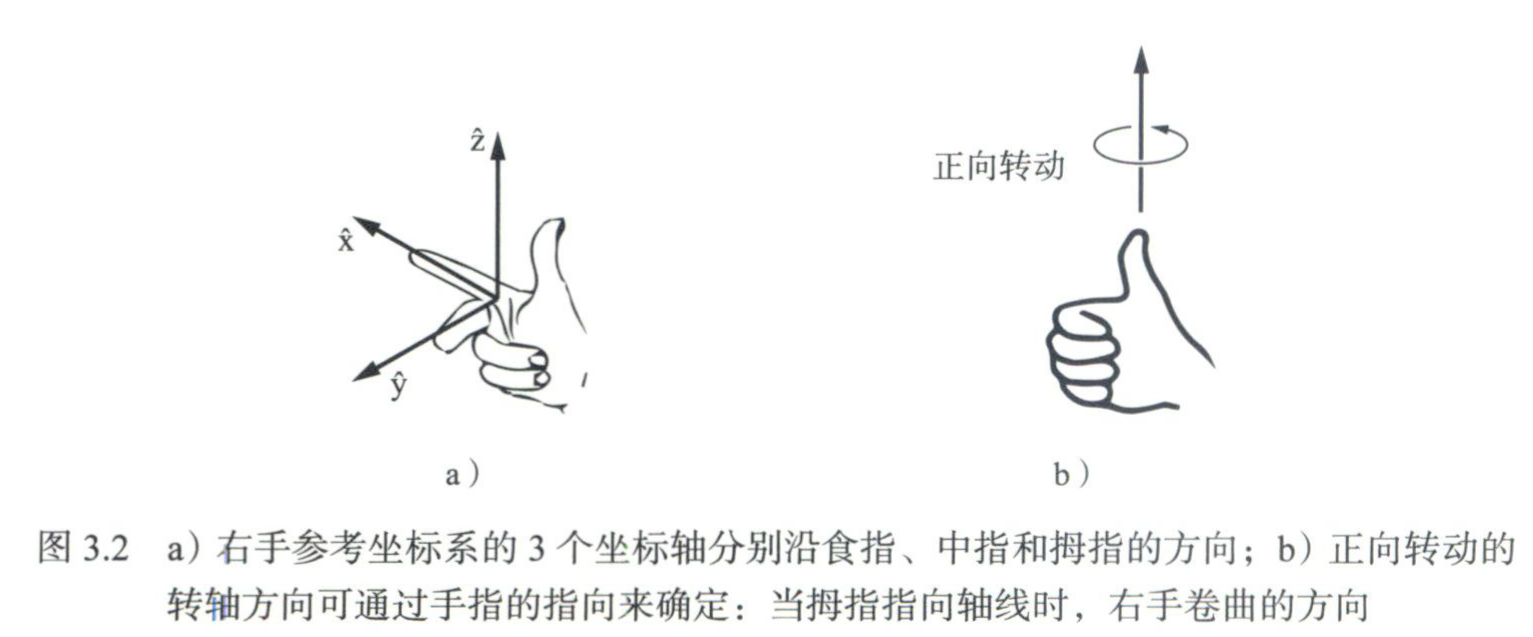 ẑ
x̂
ŷ
正向转动
a）
b）
图 3.2 a）右手参考坐标系的 3 个坐标轴分别沿食指、中指和拇指的方向；b）正向转动的
转轴方向可通过手指的指向来确定：当拇指指向轴线时，右手卷曲的方向